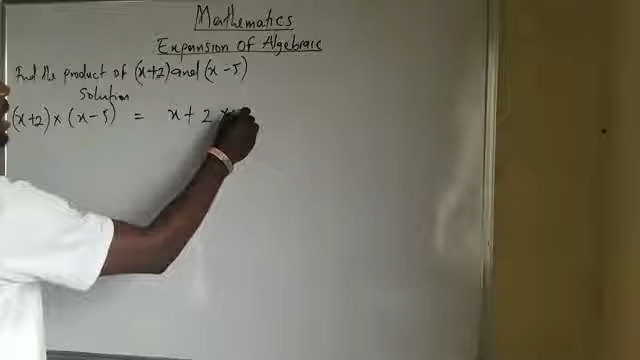 Mathematics
Expansion of Algebraic
Find the product of (x+2) and (x-5)
Solution
(x+2) × (x-5) = x+2